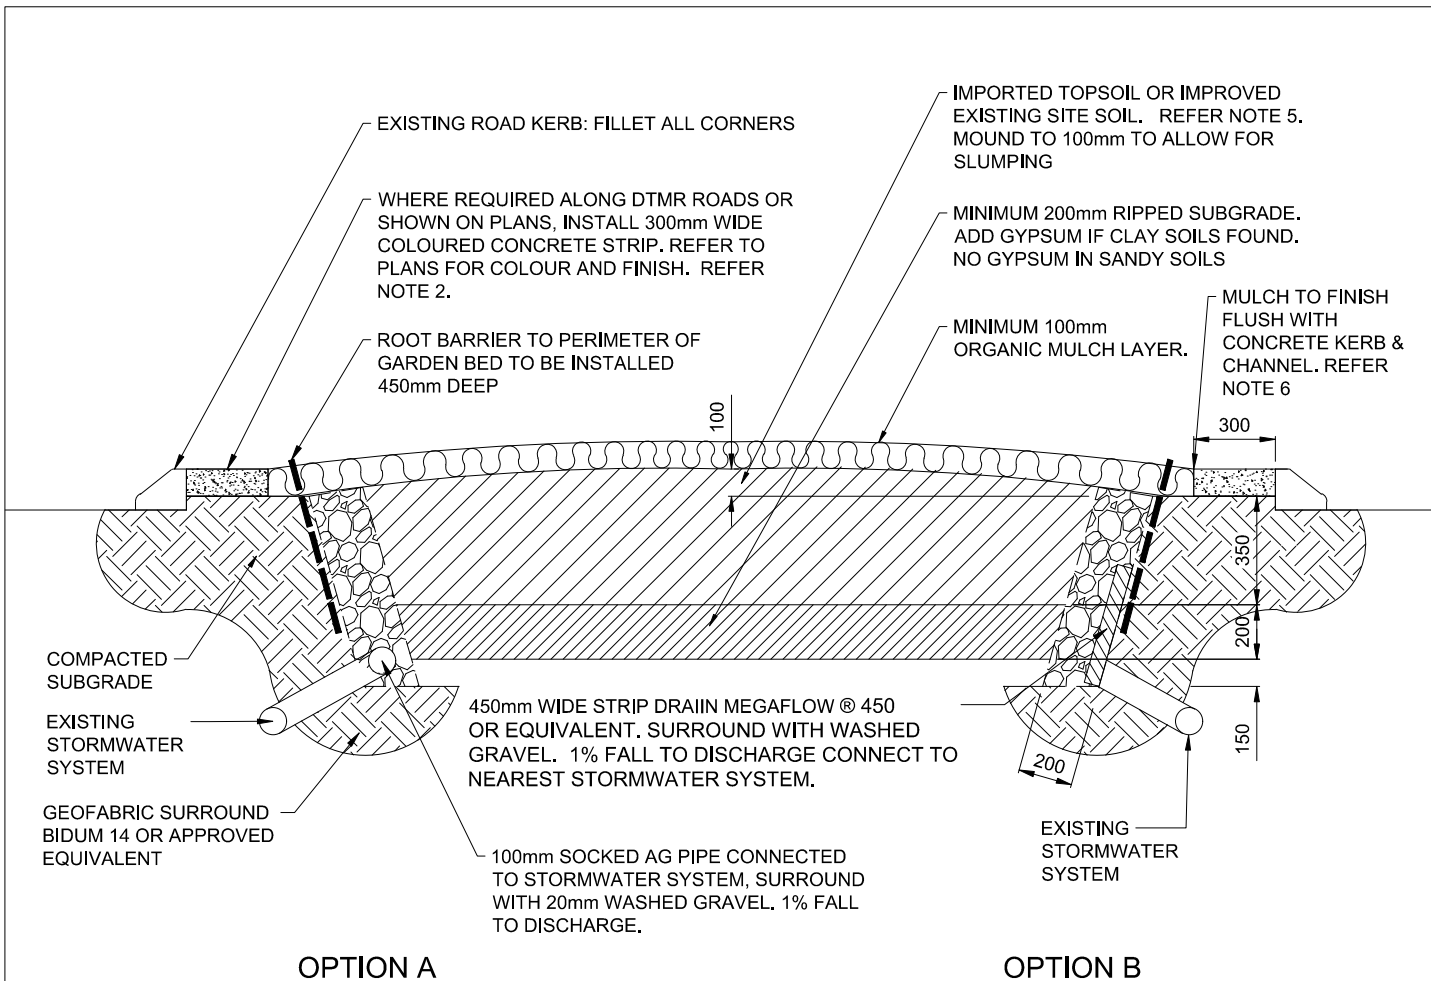 EXISTING ROAD KERB: FILLET ALL CORNERS
WHERE REQUIRED ALONG DTMR ROADS OR
SHOWN ON PLANS, INSTALL 300mm WIDE
COLOURED CONCRETE STRIP. REFER TO
PLANS FOR COLOUR AND FINISH. REFER
NOTE 2.
ROOT BARRIER TO PERIMETER OF
GARDEN BED TO BE INSTALLED
450mm DEEP
IMPORTED TOPSOIL OR IMPROVED
EXISTING SITE SOIL. REFER NOTE 5.
MOUND TO 100mm TO ALLOW FOR
SLUMPING
MINIMUM 200mm RIPPED SUBGRADE.
ADD GYPSUM IF CLAY SOILS FOUND.
NO GYPSUM IN SANDY SOILS
MINIMUM 100mm
ORGANIC MULCH LAYER.
MULCH TO FINISH
FLUSH WITH
CONCRETE KERB &
CHANNEL. REFER
NOTE 6
100
300
350
200
150
200
COMPACTED
SUBGRADE
EXISTING
STORMWATER
SYSTEM
GEOFABRIC SURROUND
BIDUM 14 OR APPROVED
EQUIVALENT
450mm WIDE STRIP DRAIIN MEGAFLOW ® 450
OR EQUIVALENT. SURROUND WITH WASHED
GRAVEL. 1% FALL TO DISCHARGE CONNECT TO
NEAREST STORMWATER SYSTEM.
100mm SOCKED AG PIPE CONNECTED
TO STORMWATER SYSTEM, SURROUND
WITH 20mm WASHED GRAVEL. 1% FALL
TO DISCHARGE.
EXISTING
STORMWATER
SYSTEM
OPTION A
OPTION B